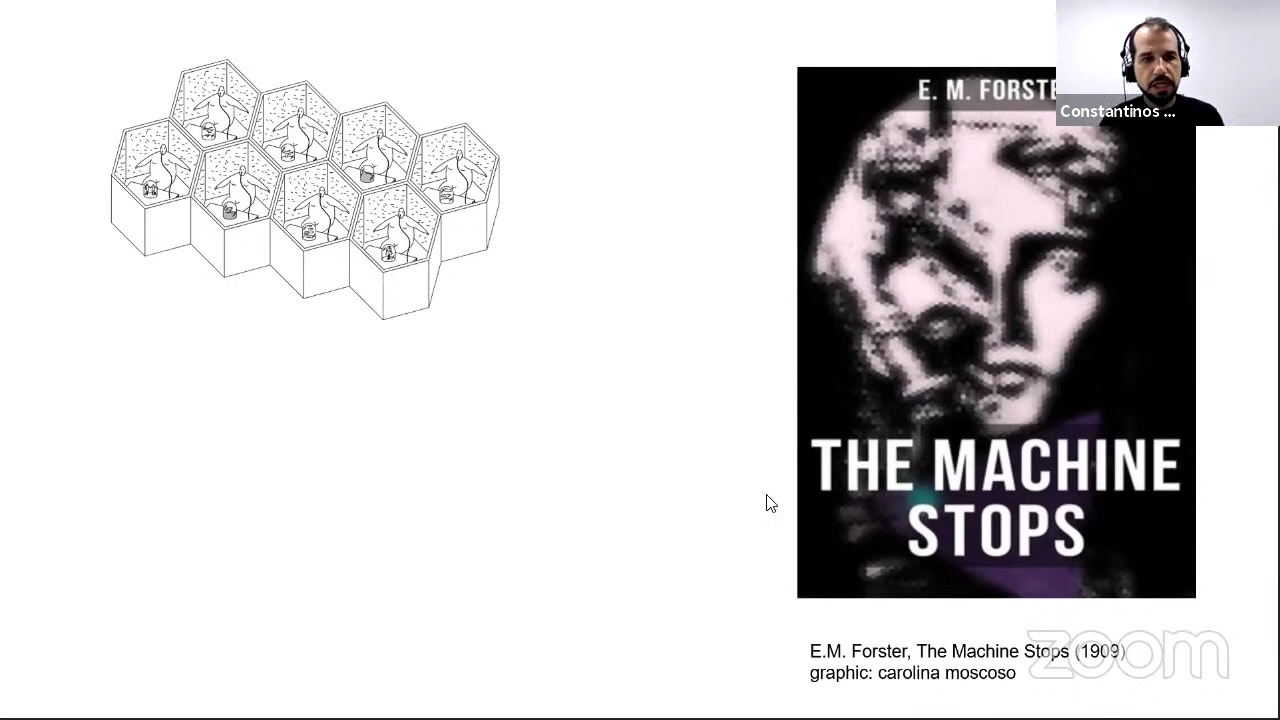 E. M. FORSTE
Constantinos ...
THE MACHINE
STOPS
E.M. Forster, The Machine Stops (1909)
graphic: carolina moscoso
zoom